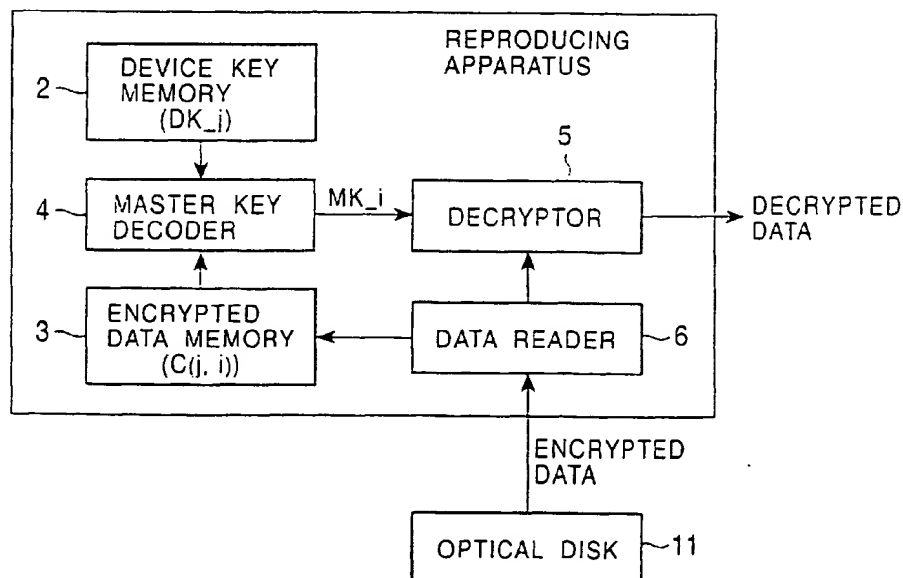 REPRODUCING
APPARATUS
2
DEVICE KEY
MEMORY
(DK_j)
5
4
MASTER KEY
DECODER
MK_i
DECRYPTOR
DECRYPTED
DATA
3
ENCRYPTED
DATA MEMORY
(C(j, i))
DATA READER
6
ENCRYPTED
DATA
OPTICAL DISK
11